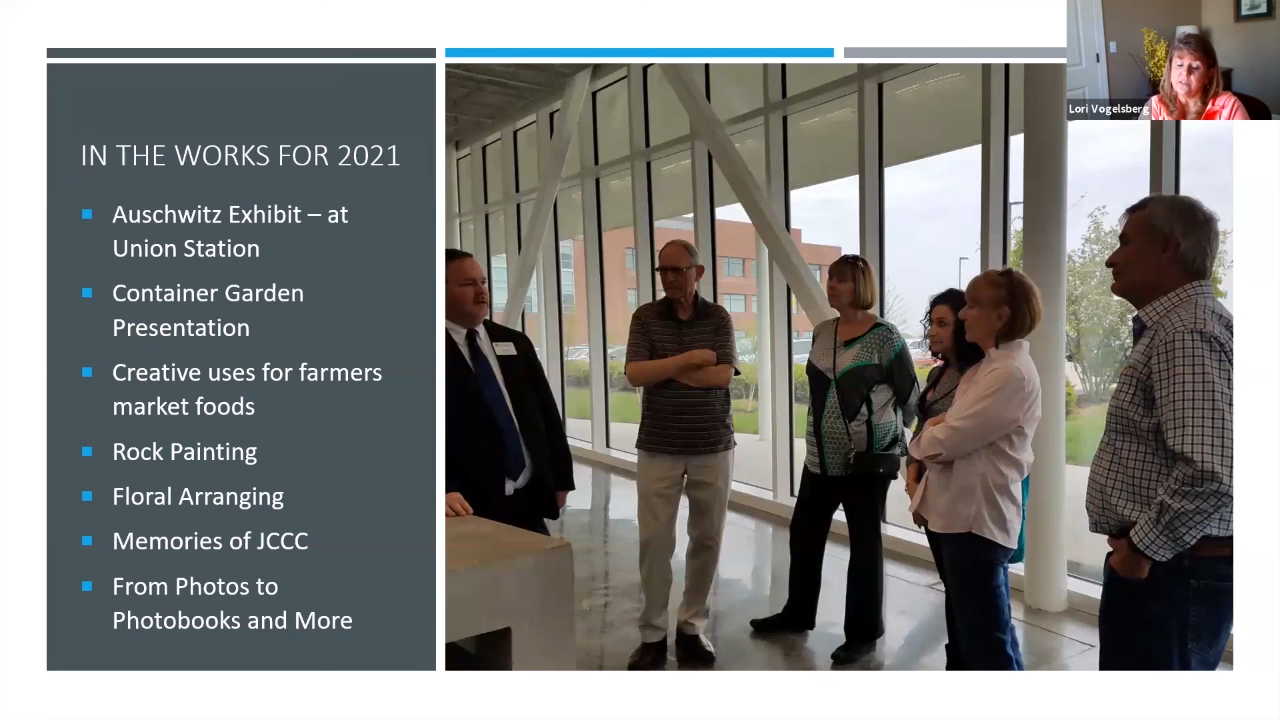 IN THE WORKS FOR 2021
Auschwitz Exhibit – at
Union Station
Container Garden
Presentation
Creative uses for farmers
market foods
Rock Painting
Floral Arranging
Memories of JCCC
From Photos to
Photobooks and More
Lori Vogelsberg